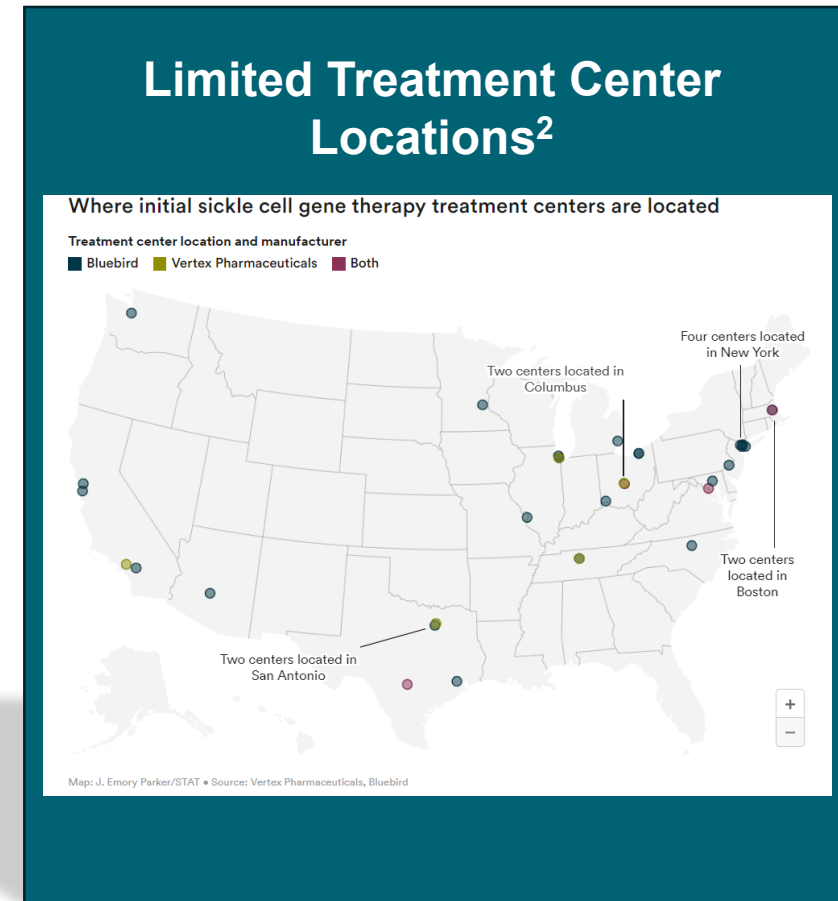 Limited Treatment Center
Locations²
Where initial sickle cell gene therapy treatment centers are located
Treatment center location and manufacturer
Bluebird Vertex Pharmaceuticals Both
Four centers located
in New York
Two centers located in
Columbus
Two centers
located in
Boston
Two centers located in
San Antonio
+
−
Map: J. Emory Parker/STAT • Source: Vertex Pharmaceuticals, Bluebird